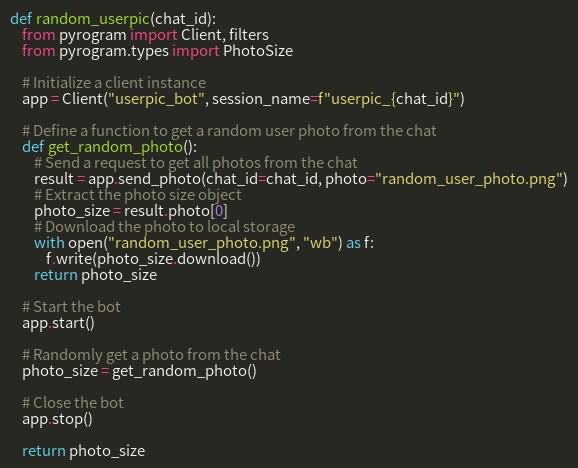 def random_userpic(chat_id):
from pyrogram import Client, filters
from pyrogram.types import PhotoSize
# Initialize a client instance
app = Client("userpic_bot", session_name=f"userpic_{chat_id}")
# Define a function to get a random user photo from the chat
def get_random_photo():
# Send a request to get all photos from the chat
result = app.send_photo(chat_id=chat_id, photo="random_user_photo.png")
# Extract the photo size object
photo_size = result.photo[0]
# Download the photo to local storage
with open("random_user_photo.png", "wb") as f:
f.write(photo_size.download())
return photo_size
# Start the bot
app.start()
# Randomly get a photo from the chat
photo_size = get_random_photo()
# Close the bot
app.stop()
return photo_size